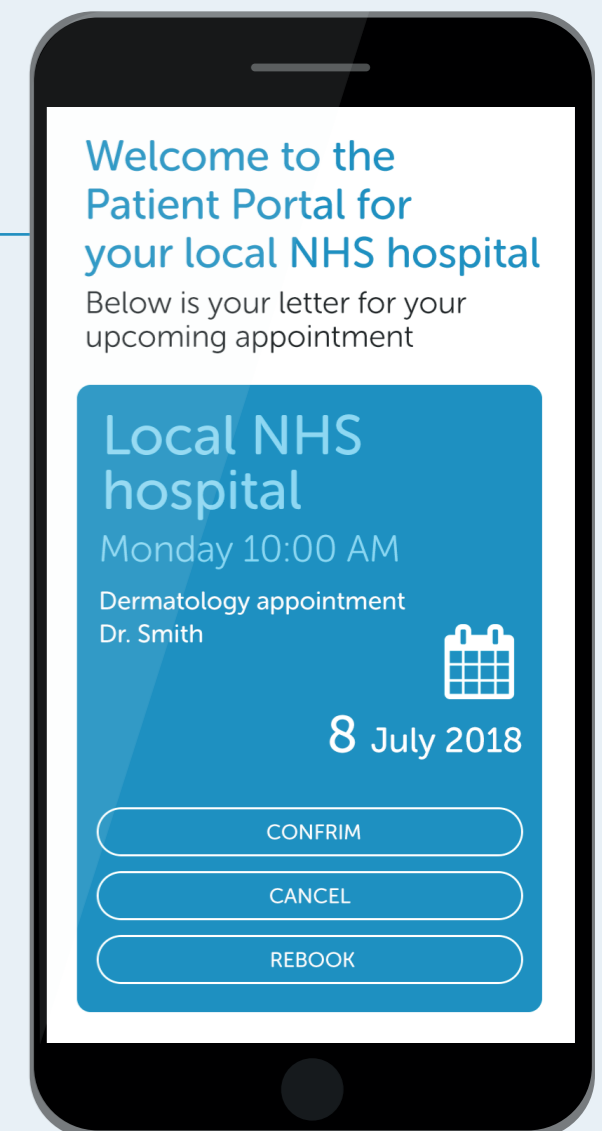 Welcome to the
Patient Portal for
your local NHS hospital
Below is your letter for your
upcoming appointment
Local NHS
hospital
Monday 10:00 AM
Dermatology appointment
Dr. Smith
8 July 2018
CONFRIM
CANCEL
REBOOK